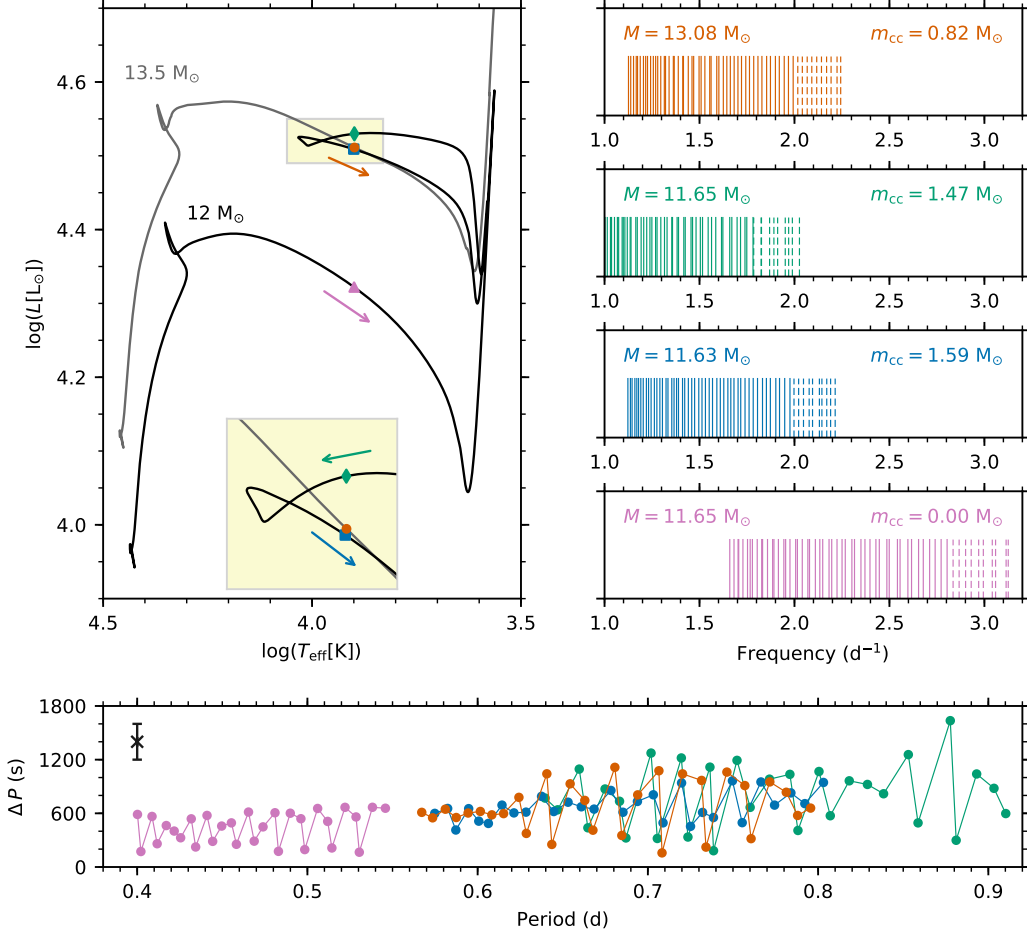 13.5 M☉
12 M☉
4.6
4.4
4.2
4.0
log(L[L☉])
4.5
4.0
3.5
log(Teff[K])
M = 13.08 M☉
mcc = 0.82 M☉
1.0
1.5
2.0
2.5
3.0
M = 11.65 M☉
mcc = 1.47 M☉
1.0
1.5
2.0
2.5
3.0
M = 11.63 M☉
mcc = 1.59 M☉
1.0
1.5
2.0
2.5
3.0
M = 11.65 M☉
mcc = 0.00 M☉
1.0
1.5
2.0
2.5
3.0
Frequency (d⁻¹)
1800
1200
600
0
Δ P (s)
0.4
0.5
0.6
0.7
0.8
0.9
Period (d)